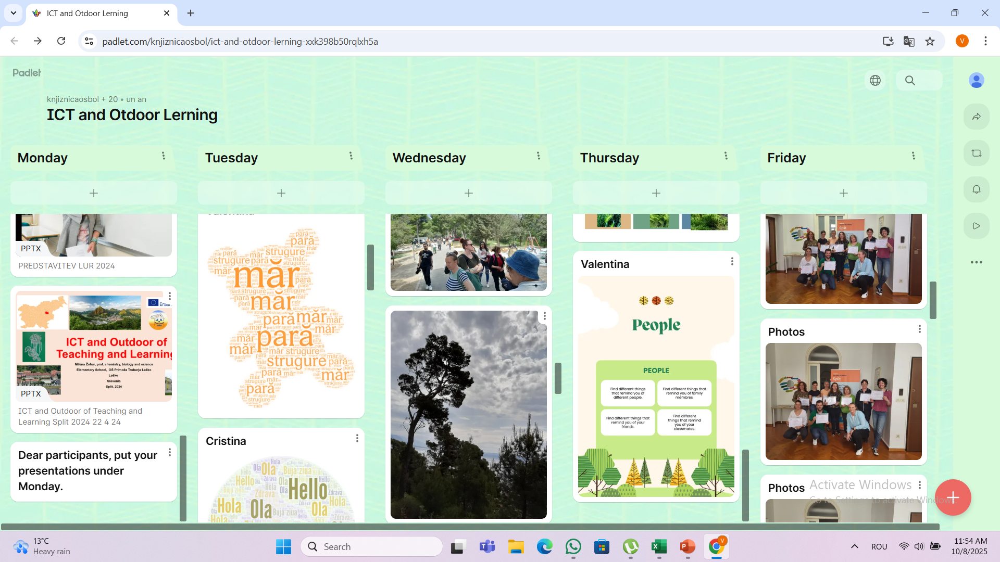 ICT and Otdoor Lerning
padlet.com/knjiznicaosbol/ict-and-otdoor-lerning-xxk398b50rqlxh5a
V
Padlet
knjiznicaosbol + 20 • un an
ICT and Otdoor Lerning
Monday
Tuesday
Wednesday
Thursday
Friday
PPTX
PREDSTAVITEV LUR 2024
ICT and Outdoor of
Teaching and Learning
Milena Žohar, prof. chemistry, biology and science
Elementary School, OŠ Primoža Trubarja Laško
Laško
Slovenia
Split, 2024
PPTX
ICT and Outdoor of Teaching and
Learning Split 2024 22 4 24
Dear participants, put your
presentations under
Monday.
pară
strugure
măr
măr
pară măr
pară
măr
strugure pară
pară măr
măr
pară
strugure
Cristina
Hola Ola Buja ziua
Hello Zdrava
Hello
Hola Ola
Valentina
People
PEOPLE
Find different things
that remind you of
different people.
Find different things that
remind you of family
membres.
Find different things that
remind you of your
friends.
Find different
things that remind
you of your
classmates.
Split
Photos
Split
Photos
Activate Windows
Go to Settings to activate Windows.
13°C
Heavy rain
Search
ROU
11:54 AM
10/8/2025